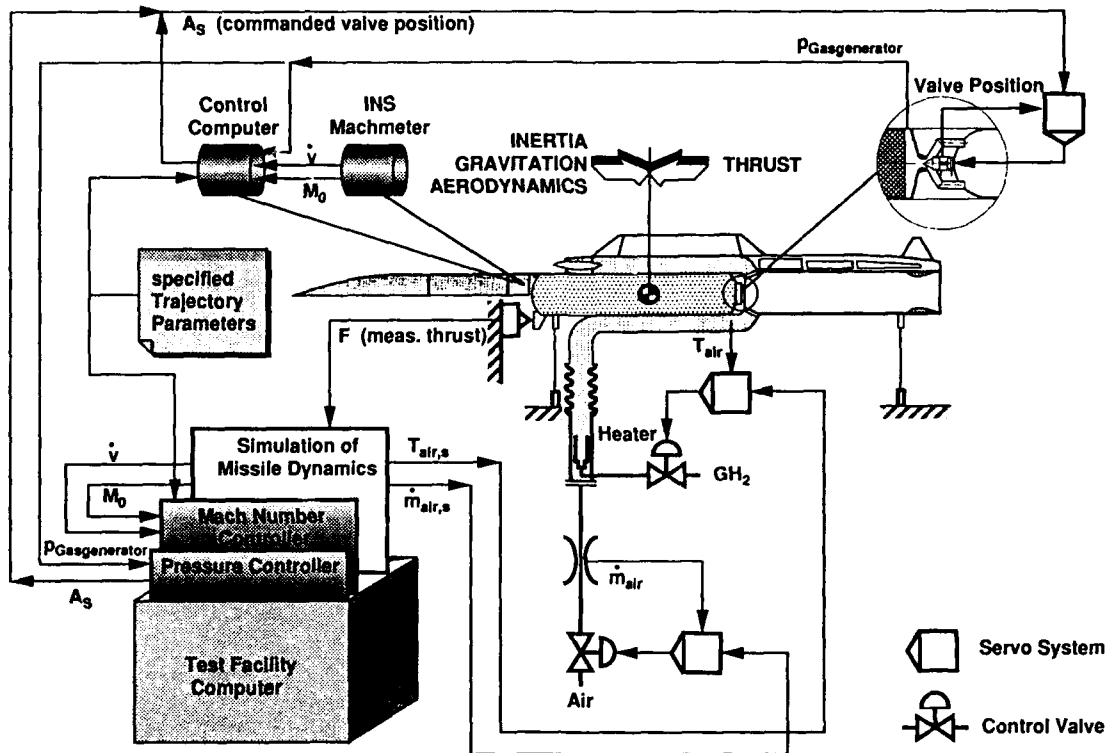 A_S (commanded valve position)
p_Gasgenerator
Valve Position
Control
Computer
INS
Machmeter
v̇
M_0
INERTIA
GRAVITATION
AERODYNAMICS
THRUST
specified
Trajectory
Parameters
F (meas. thrust)
T_air
Heater
GH_2
Simulation of
Missile Dynamics
T_air,s
ṁ_air,s
v̇
M_0
Mach Number
Controller
p_Gasgenerator
Pressure Controller
A_S
ṁ_air
Test Facility
Computer
Air
Servo System
Control Valve